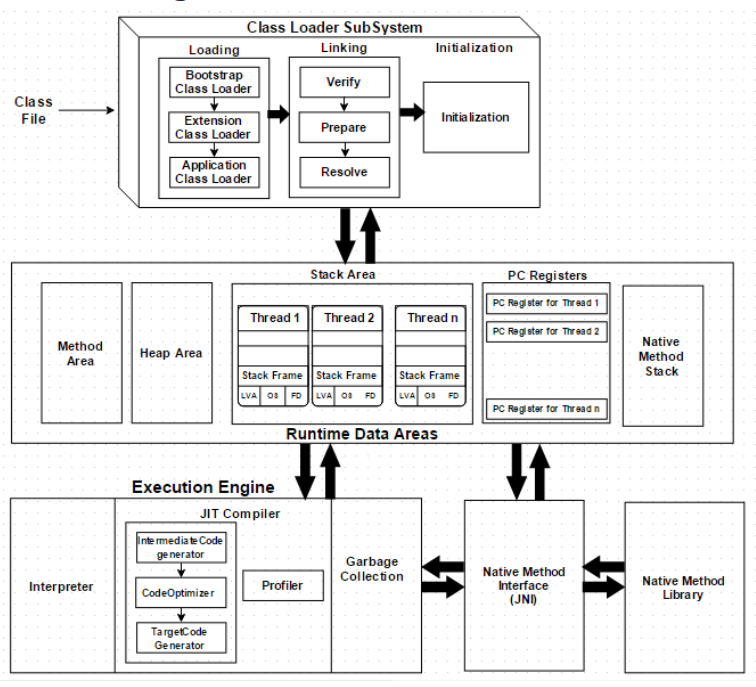 Class Loader SubSystem
Loading
Linking
Initialization
Bootstrap
Class Loader
Extension
Class Loader
Application
Class Loader
Verify
Prepare
Resolve
Initialization
Class
File
Stack Area
PC Registers
Method
Area
Heap Area
Thread 1
Stack Frame
LVA OS FD
Thread 2
Stack Frame
LVA OS FD
Thread n
Stack Frame
LVA OS FD
PC Register for Thread 1
PC Register for Thread 2
PC Register for Thread n
Native
Method
Stack
Runtime Data Areas
Execution Engine
Interpreter
JIT Compiler
IntermediateCode
generator
CodeOptimizer
TargetCode
Generator
Profiler
Garbage
Collection
Native Method
Interface
(JNI)
Native Method
Library